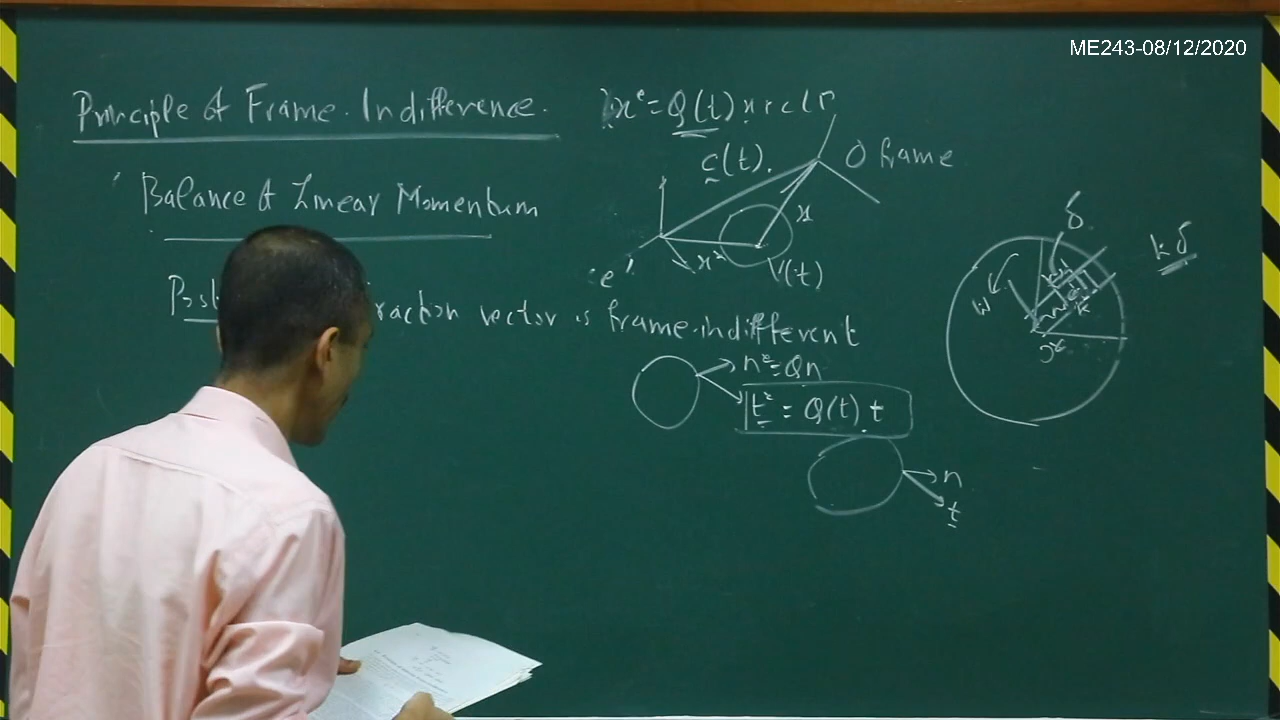 ME243-08/12/2020
Principle of Frame. Indifference.
x^e = Q(t) x + c(t)
c(t).
O frame
Balance of Linear Momentum
x
x^e
'e'
V(t)
δ
kδ
ω
vector is frame-indifferent
n^e = Qn
t^e = Q(t) t
n
t